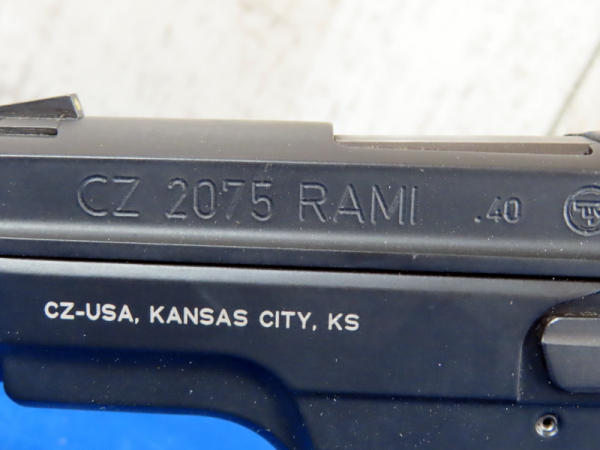 CZ 2075 RAMI .40
CZ-USA, KANSAS CITY, KS